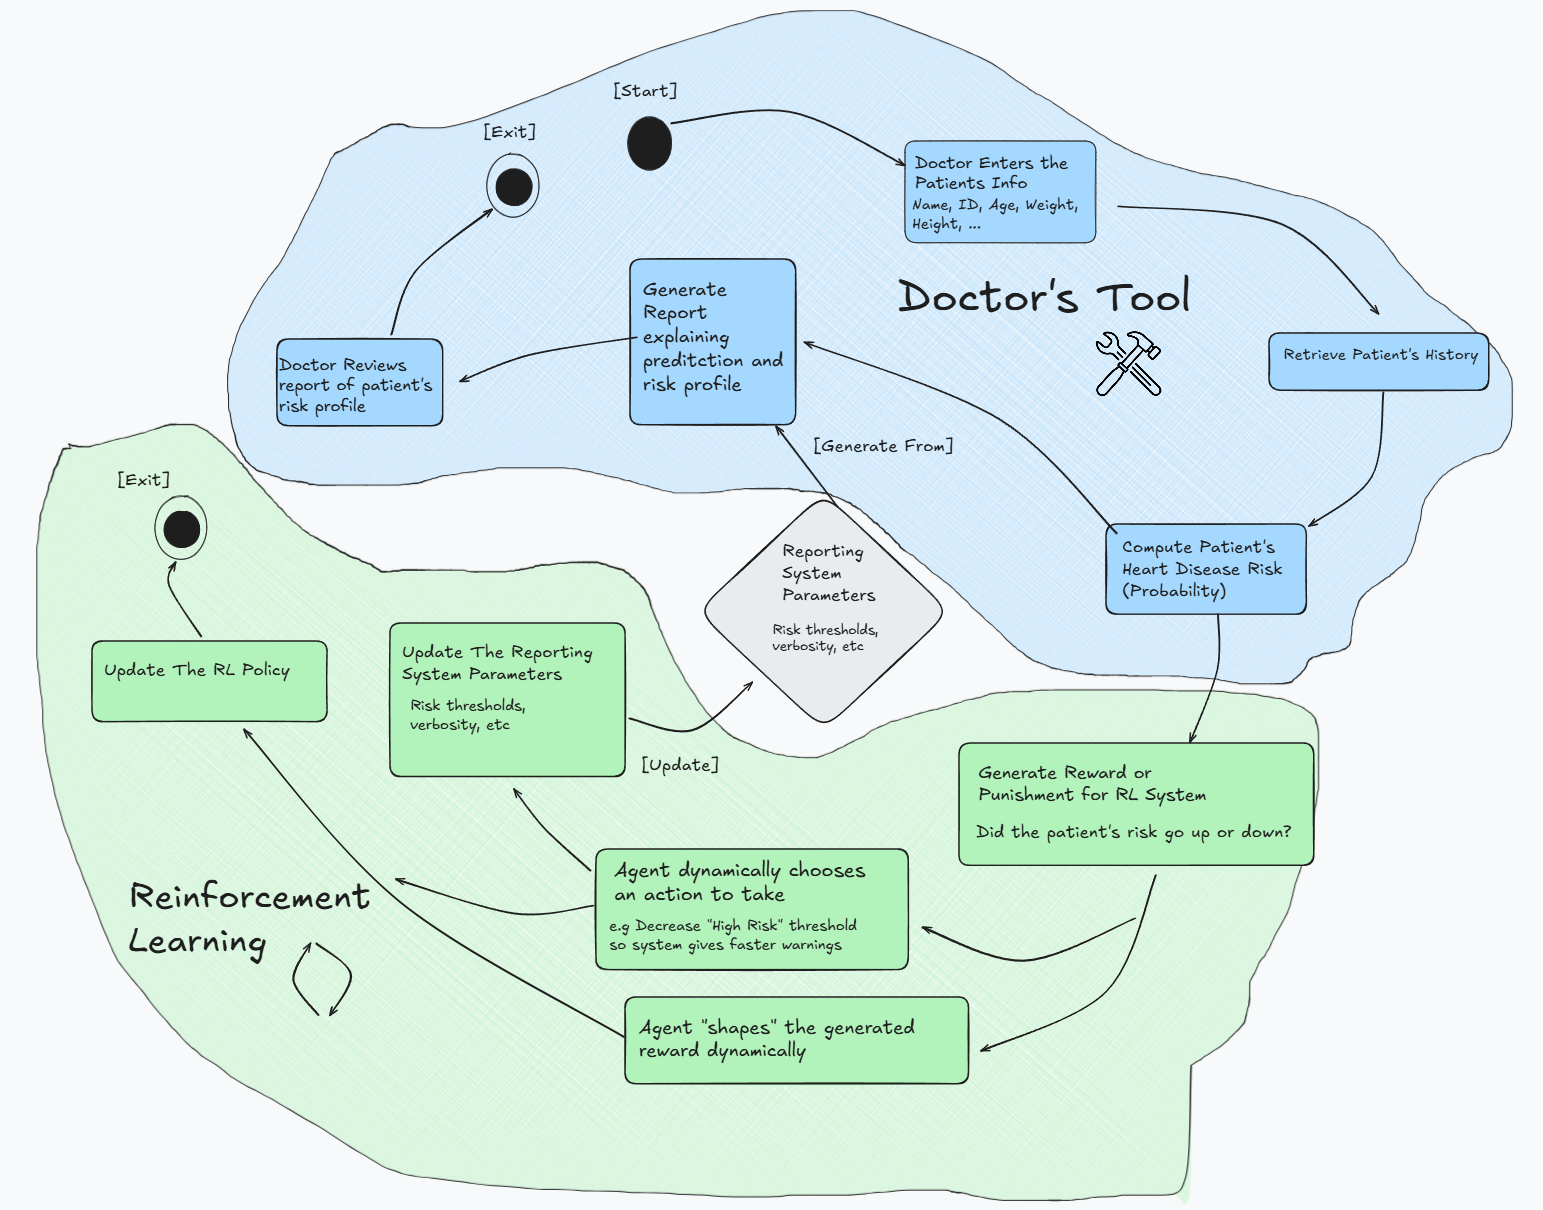 [Start]
[Exit]
Doctor Enters the
Patients Info
Name, ID, Age, Weight,
Height, ...
Generate
Report
explaining
preditction and
risk profile
Doctor's Tool
Retrieve Patient's History
Doctor Reviews
report of patient's
risk profile
[Generate From]
[Exit]
Compute Patient's
Heart Disease Risk
(Probability)
Reporting
System
Parameters
Risk thresholds,
verbosity, etc
Update The RL Policy
Update The Reporting
System Parameters
Risk thresholds,
verbosity, etc
[Update]
Generate Reward or
Punishment for RL System
Did the patient's risk go up or down?
Agent dynamically chooses
an action to take
e.g Decrease "High Risk" threshold
so system gives faster warnings
Reinforcement
Learning
Agent "shapes" the generated
reward dynamically